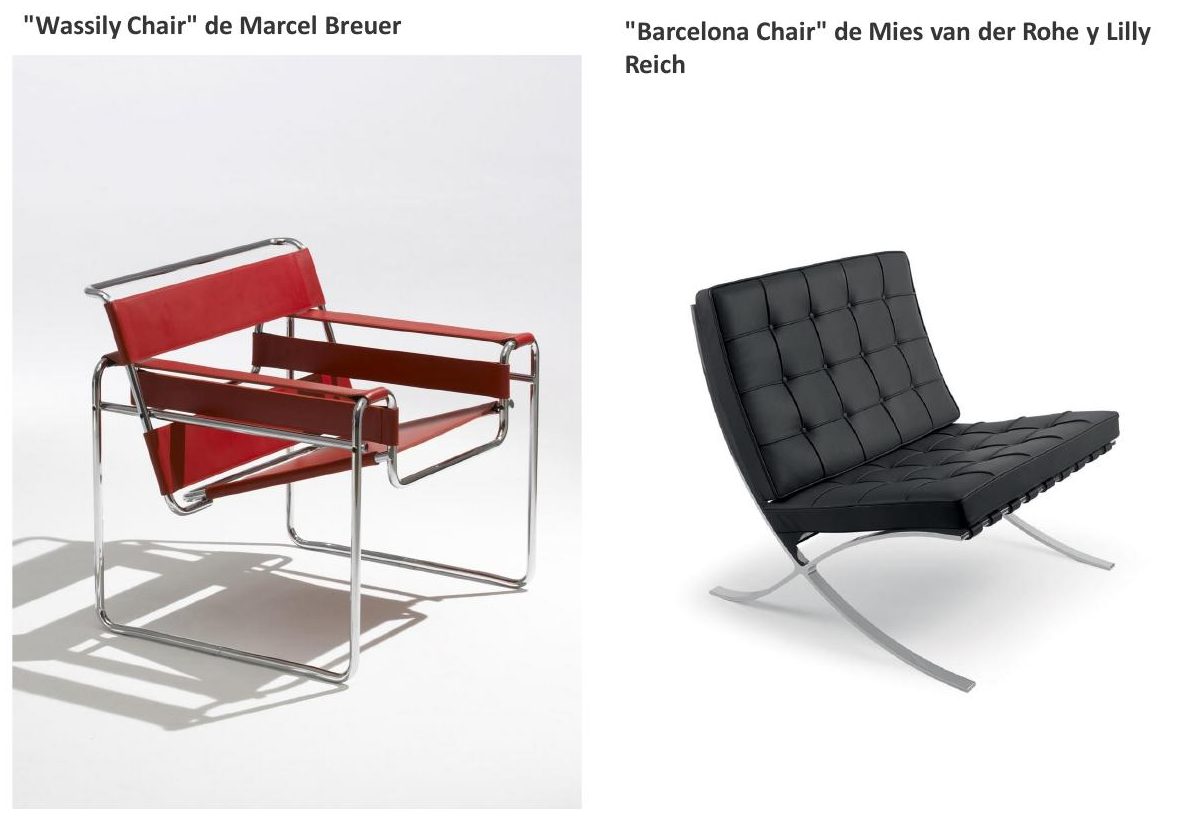 "Wassily Chair" de Marcel Breuer
"Barcelona Chair" de Mies van der Rohe y Lilly
Reich